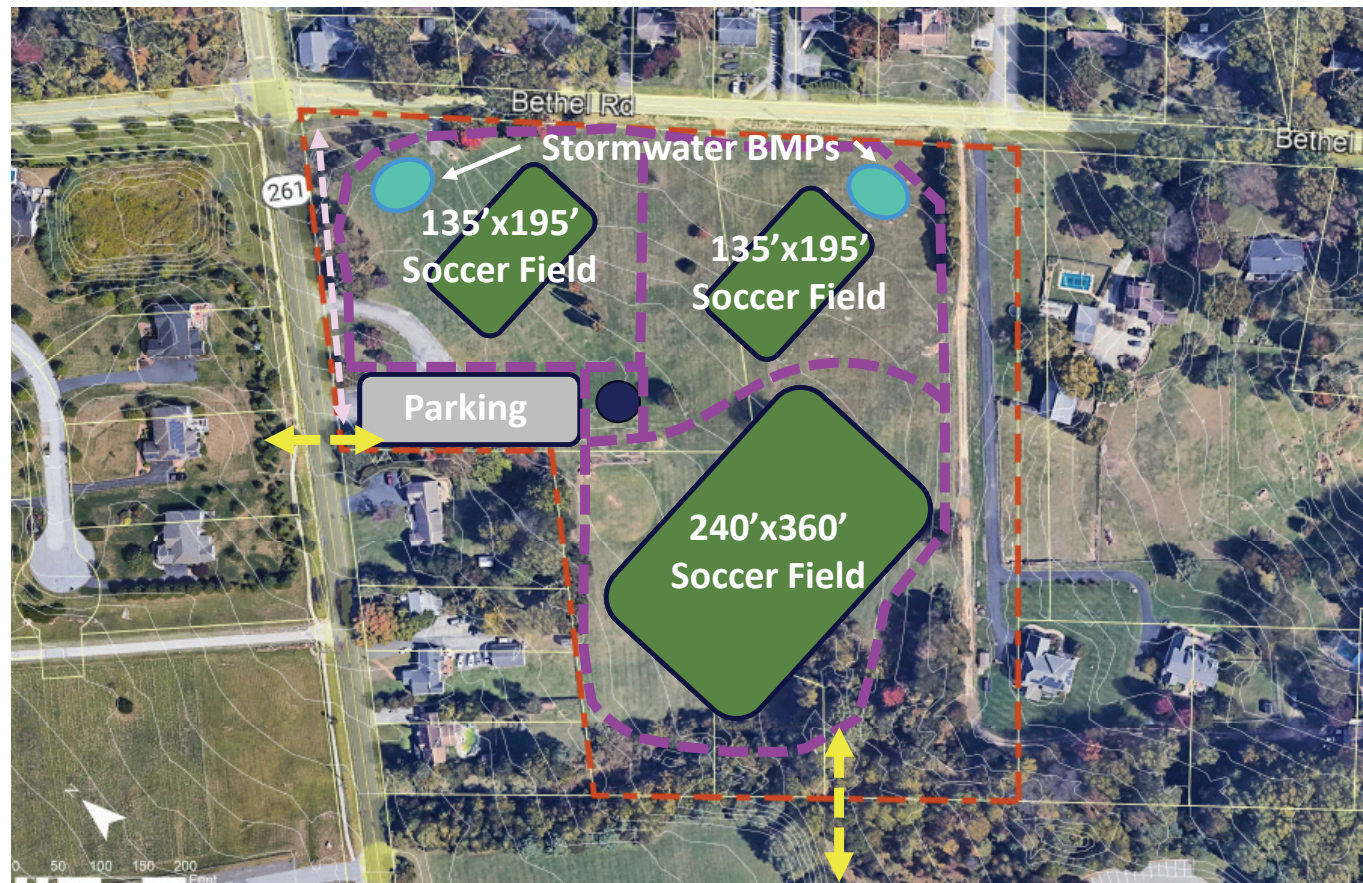 Bethel Rd
Bethel
Stormwater BMPs
261
135’x195’
Soccer Field
135’x195’
Soccer Field
Parking
240’x360’
Soccer Field
N
0 50 100 150 200
Feet